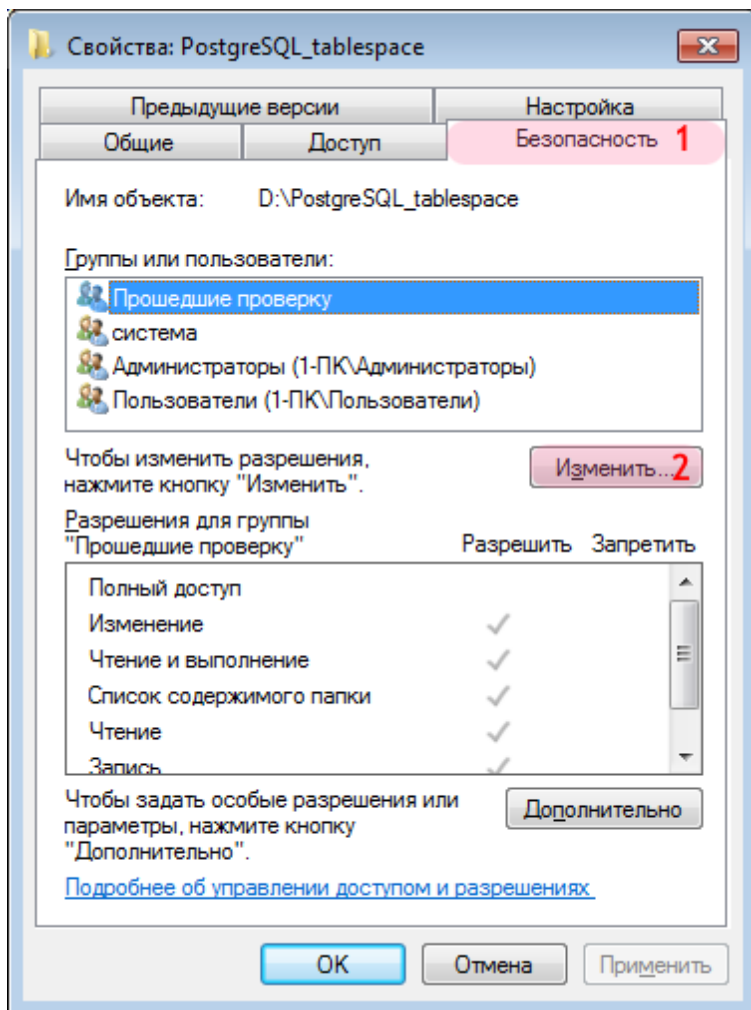 Свойства: PostgreSQL_tablespace
Предыдущие версии Настройка
Общие Доступ Безопасность 1
Имя объекта: D:\PostgreSQL_tablespace
Группы или пользователи:
Прошедшие проверку
система
Администраторы (1-ПК\Администраторы)
Пользователи (1-ПК\Пользователи)
Чтобы изменить разрешения,
нажмите кнопку "Изменить".
Изменить... 2
Разрешения для группы
"Прошедшие проверку" Разрешить Запретить
Полный доступ
Изменение
Чтение и выполнение
Список содержимого папки
Чтение
Запись
Чтобы задать особые разрешения или
параметры, нажмите кнопку
"Дополнительно".
Дополнительно
Подробнее об управлении доступом и разрешениях
OK Отмена Применить